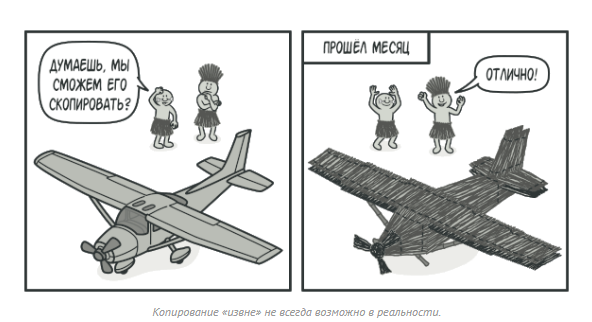 ДУМАЕШЬ, МЫ
СМОЖЕМ ЕГО
СКОПИРОВАТЬ?
ПРОШЁЛ МЕСЯЦ
ОТЛИЧНО!
Копирование «извне» не всегда возможно в реальности.